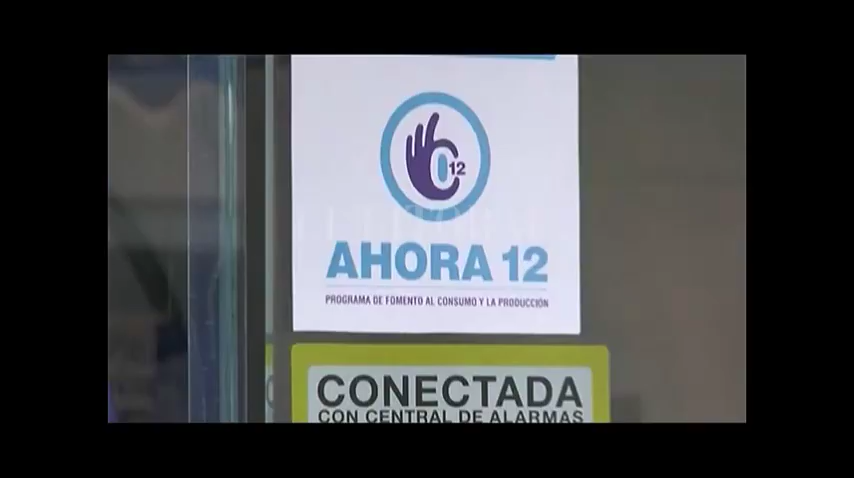 12
AHORA 12
PROGRAMA DE FOMENTO AL CONSUMO Y LA PRODUCCIÓN
CONECTADA
CON CENTRAL DE ALARMAS